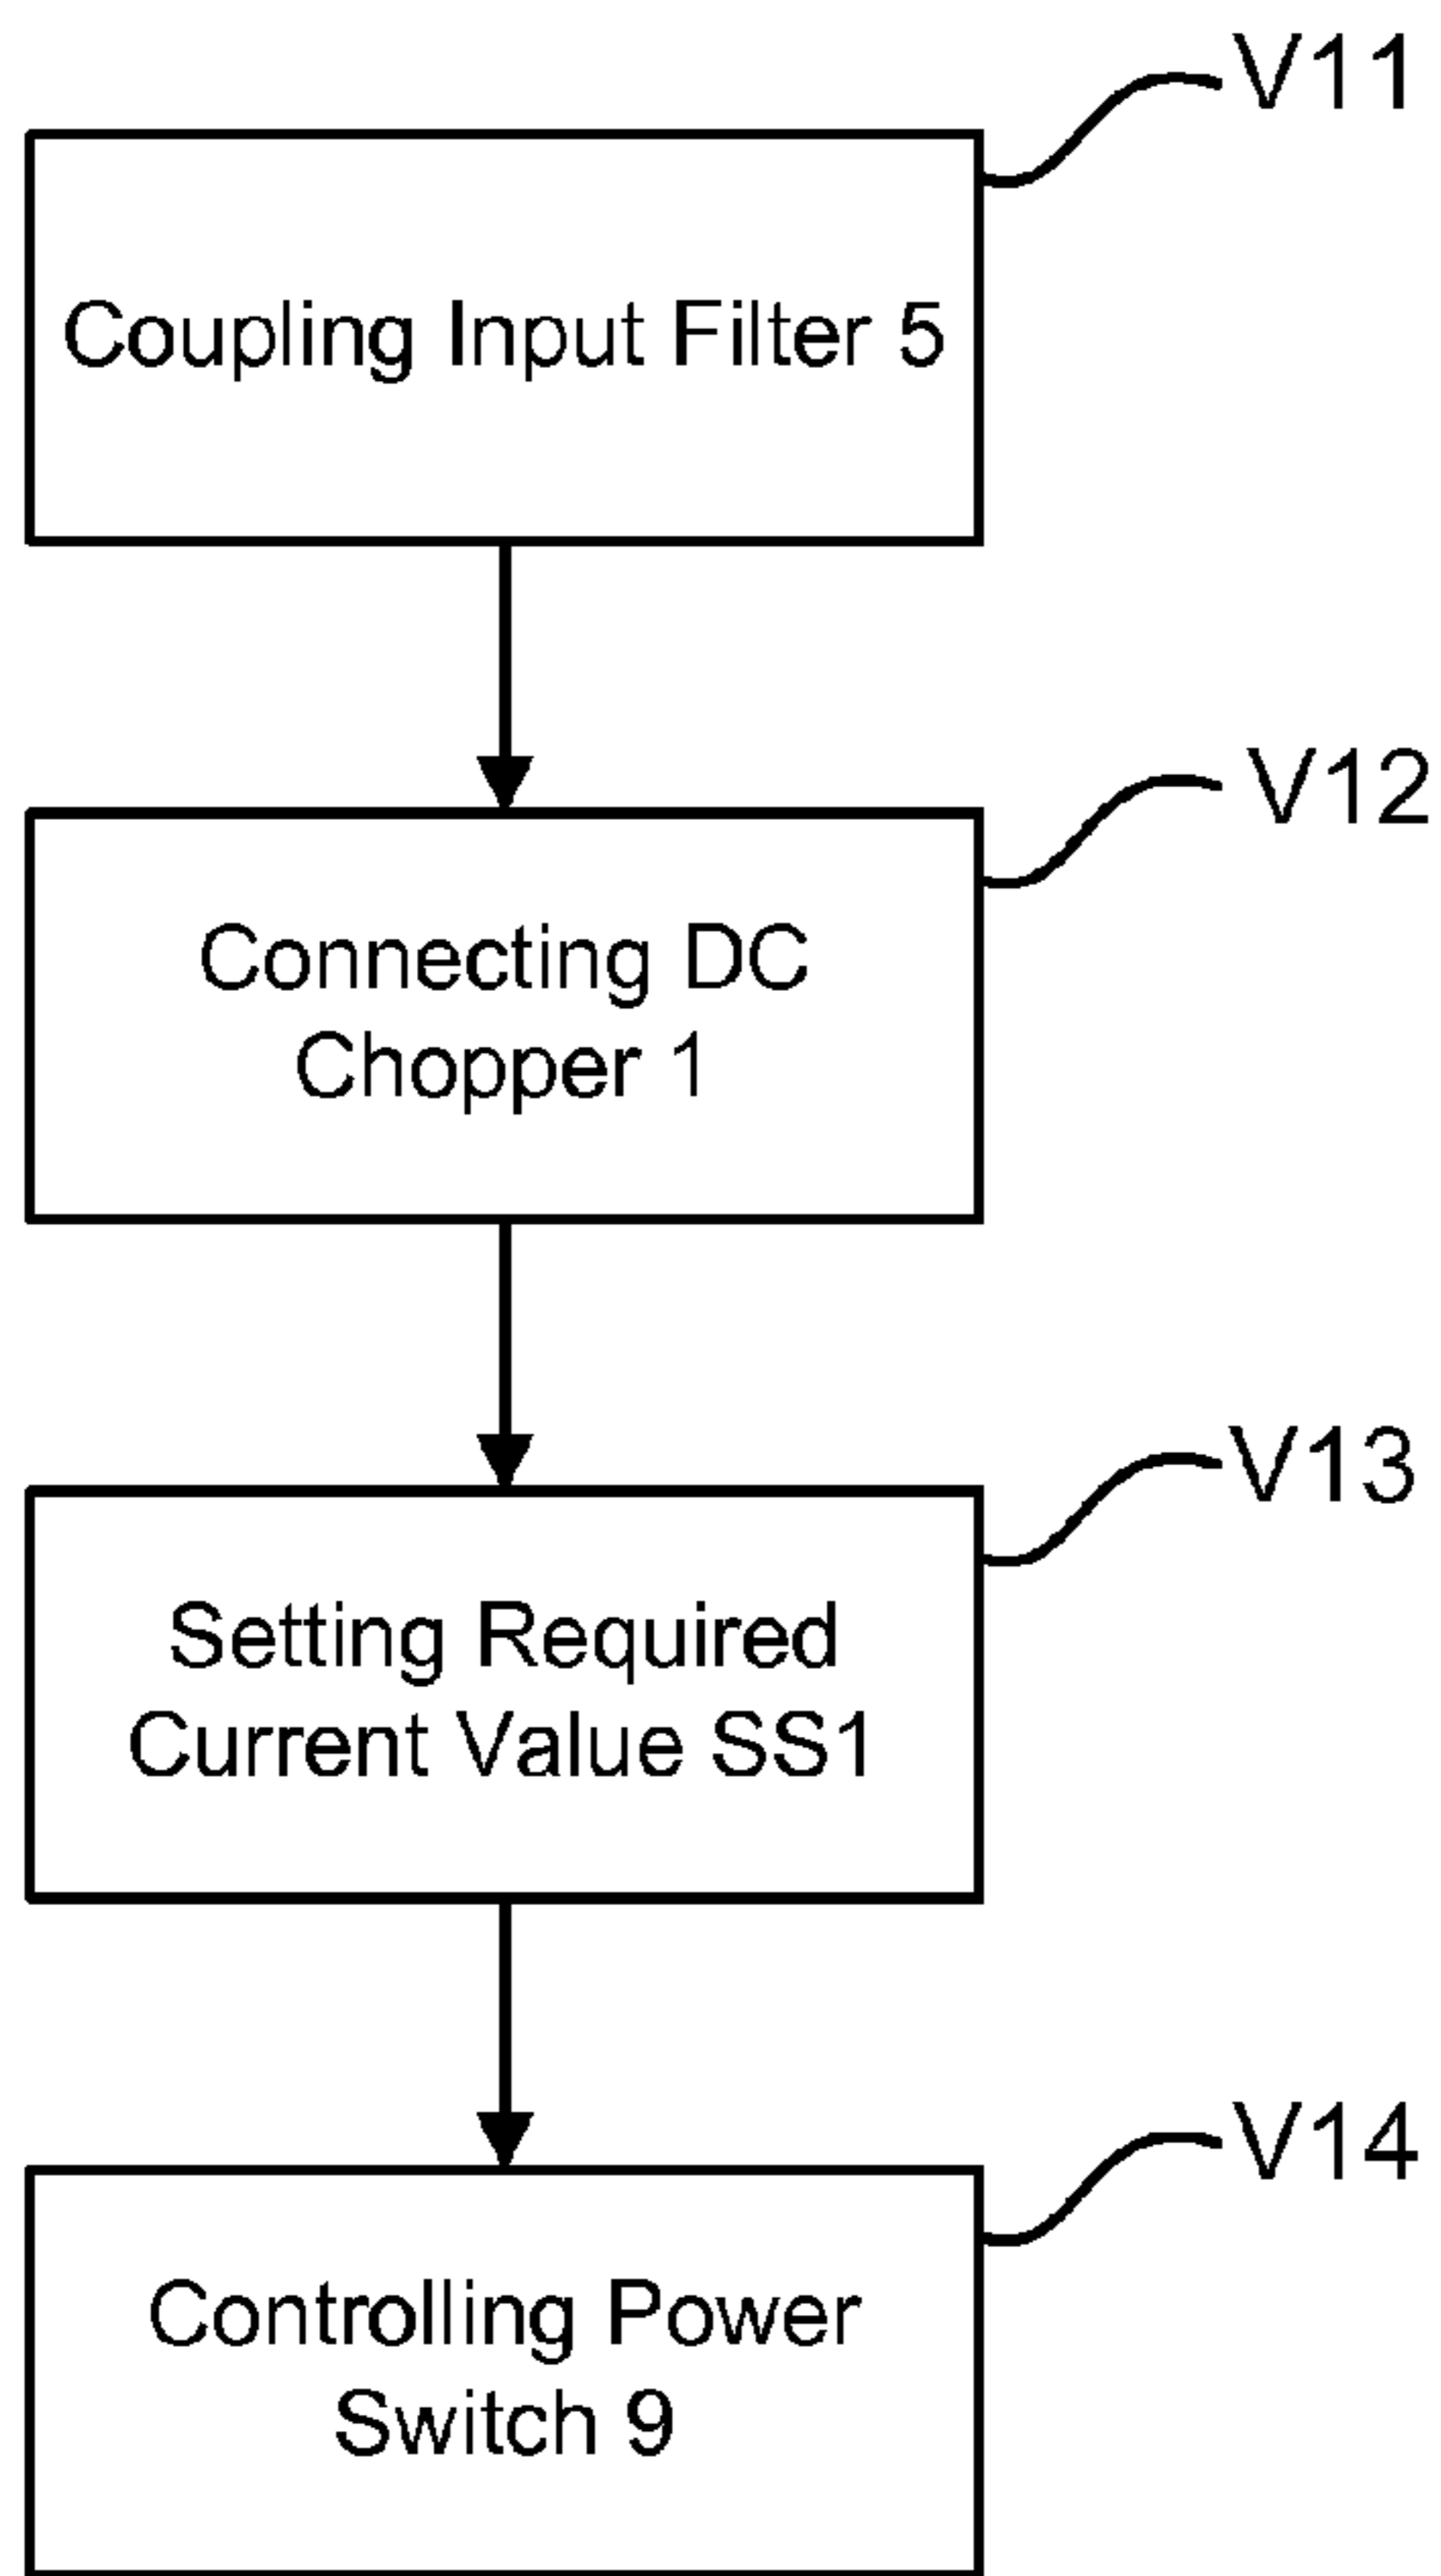 V11
Coupling Input Filter 5
V12
Connecting DC
Chopper 1
V13
Setting Required
Current Value SS1
V14
Controlling Power
Switch 9